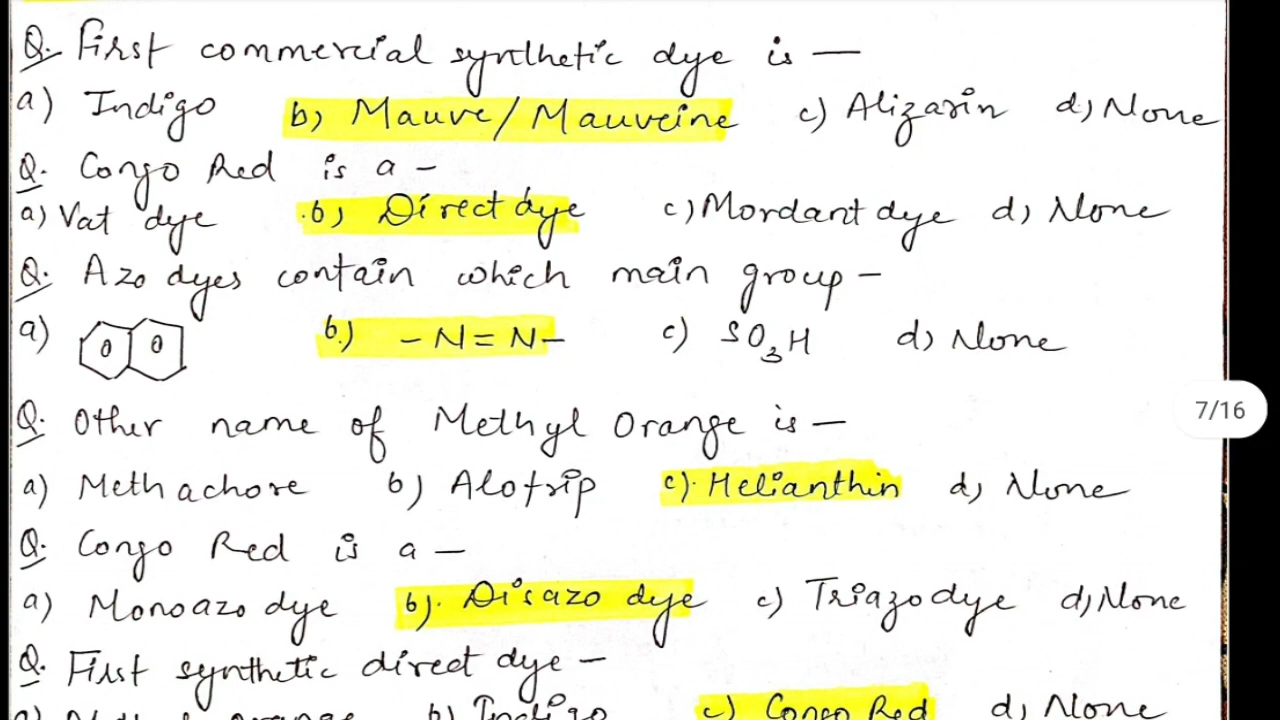 Q. First commercial synthetic dye is —
a) Indigo b) Mauve/Mauveine c) Alizarin d) None
Q. Congo Red is a –
a) Vat dye b) Direct dye c) Mordant dye d) None
Q. Azo dyes contain which main group –
a) b.) –N=N– c) SO₃H d) None
7/16
Q. Other name of Methyl Orange is —
a) Methachore b) Alotrip c). Helianthin d) None
Q. Congo Red is a —
a) Monoazo dye b). Disazo dye c) Triazo dye d) None
Q. First synthetic direct dye –
b) Indigo c) Congo Red d) None